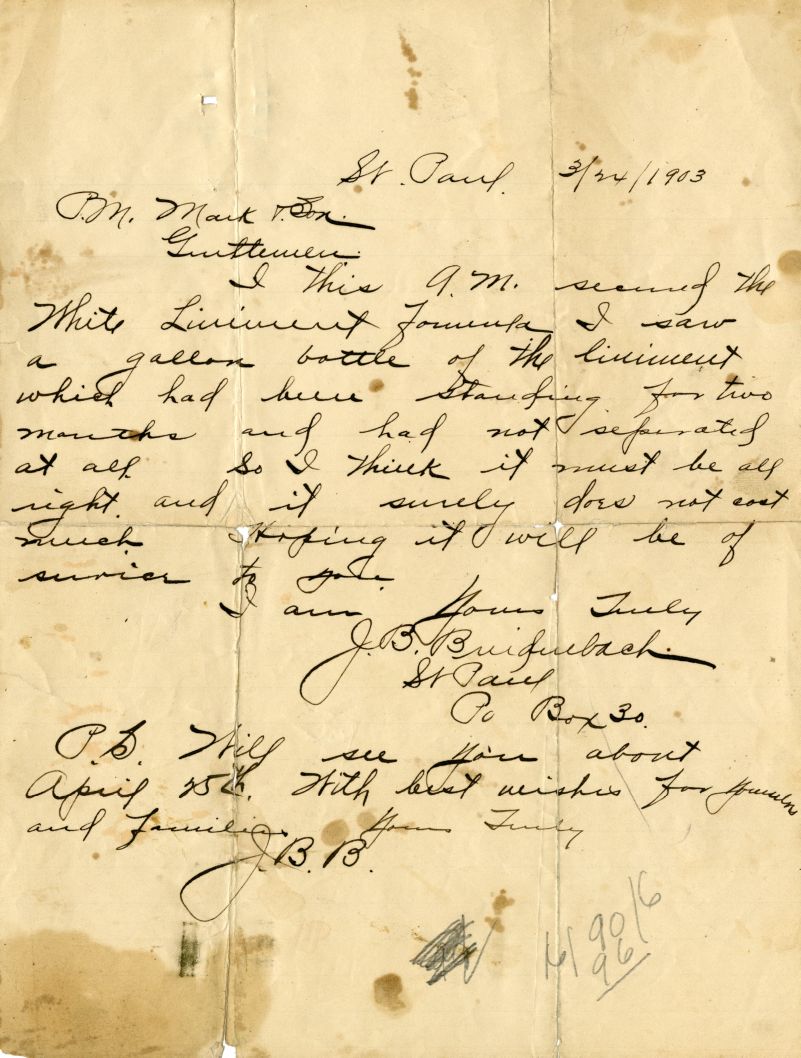 St. Paul. 3/24/1903
P.M. Mark & Son.
Gentlemen.
I this A.M. secured the
White Liniment formula I saw
a gallon bottle of the liniment
which had been standing for two
months and had not seperated
at all So I think it must be all
right. and it surely does not cost
much. Hoping it will be of
service to you.
I am Yours Truly
J. B.
St Paul
Po Box 30.
P.S. Will see you about
April 25th. With best wishes for
and families Yours Truly
J. B. B.
90/6
96